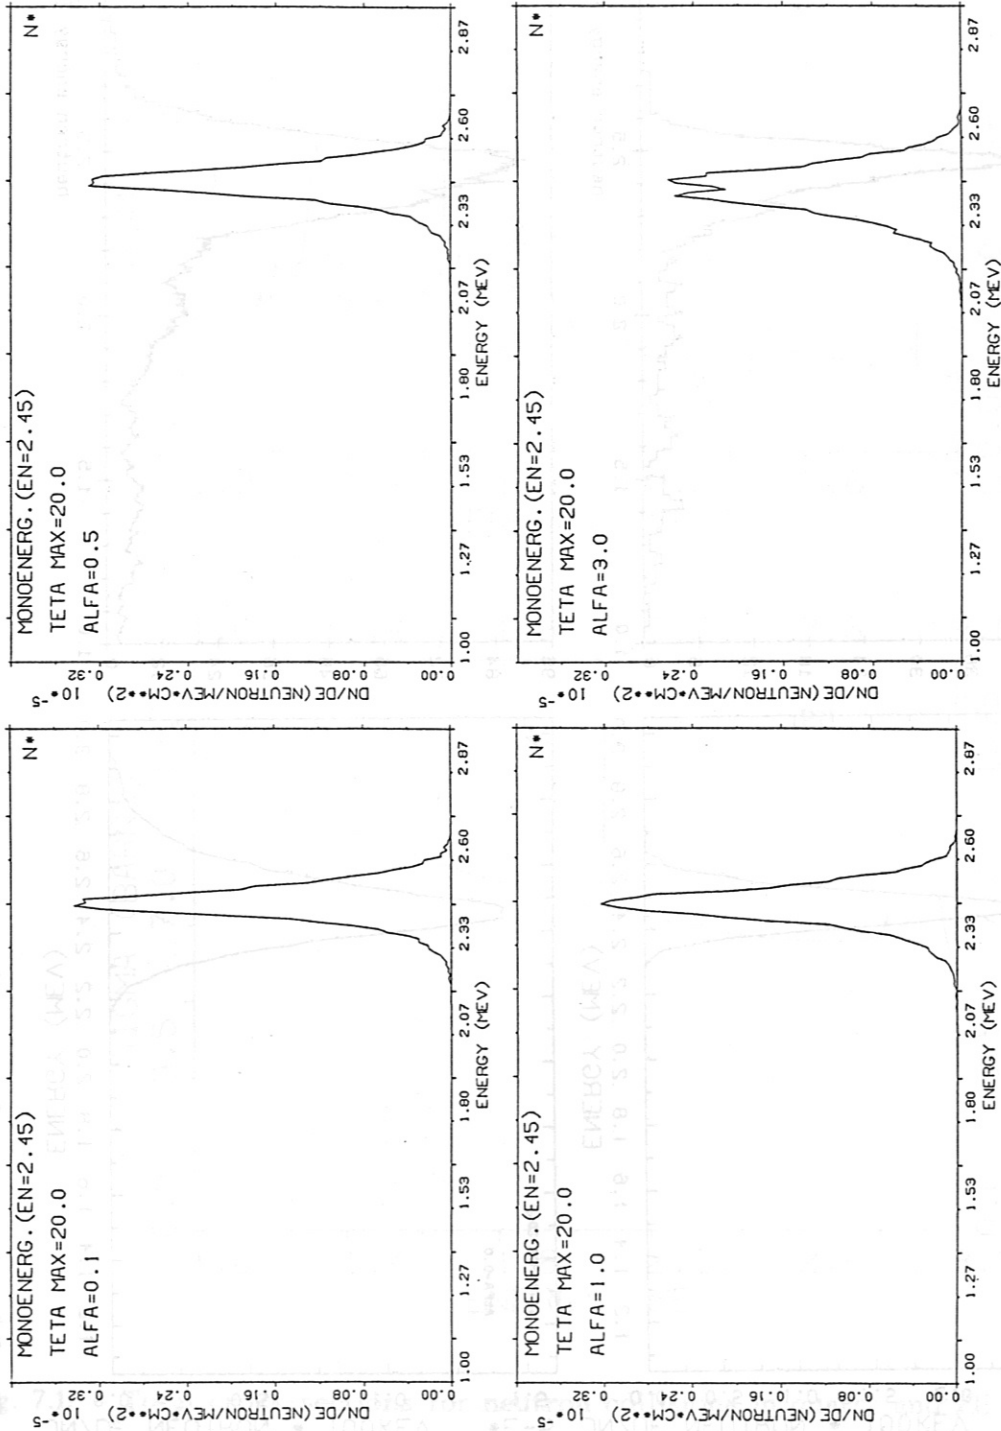 MONOENERG.(EN=2.45)
TETA MAX=20.0
ALFA=0.1
N*
10*-5
DN/DE(NEUTRON/MEV*CM**2)
0.32
0.24
0.16
0.08
0.00
1.00 1.27 1.53 1.80 2.07 2.33 2.60 2.87
ENERGY (MEV)
MONOENERG.(EN=2.45)
TETA MAX=20.0
ALFA=0.5
N*
10*-5
DN/DE(NEUTRON/MEV*CM**2)
0.32
0.24
0.16
0.08
0.00
1.00 1.27 1.53 1.80 2.07 2.33 2.60 2.87
ENERGY (MEV)
MONOENERG.(EN=2.45)
TETA MAX=20.0
ALFA=1.0
N*
10*-5
DN/DE(NEUTRON/MEV*CM**2)
0.32
0.24
0.16
0.08
0.00
1.00 1.27 1.53 1.80 2.07 2.33 2.60 2.87
ENERGY (MEV)
MONOENERG.(EN=2.45)
TETA MAX=20.0
ALFA=3.0
N*
10*-5
DN/DE(NEUTRON/MEV*CM**2)
0.32
0.24
0.16
0.08
0.00
1.00 1.27 1.53 1.80 2.07 2.33 2.60 2.87
ENERGY (MEV)